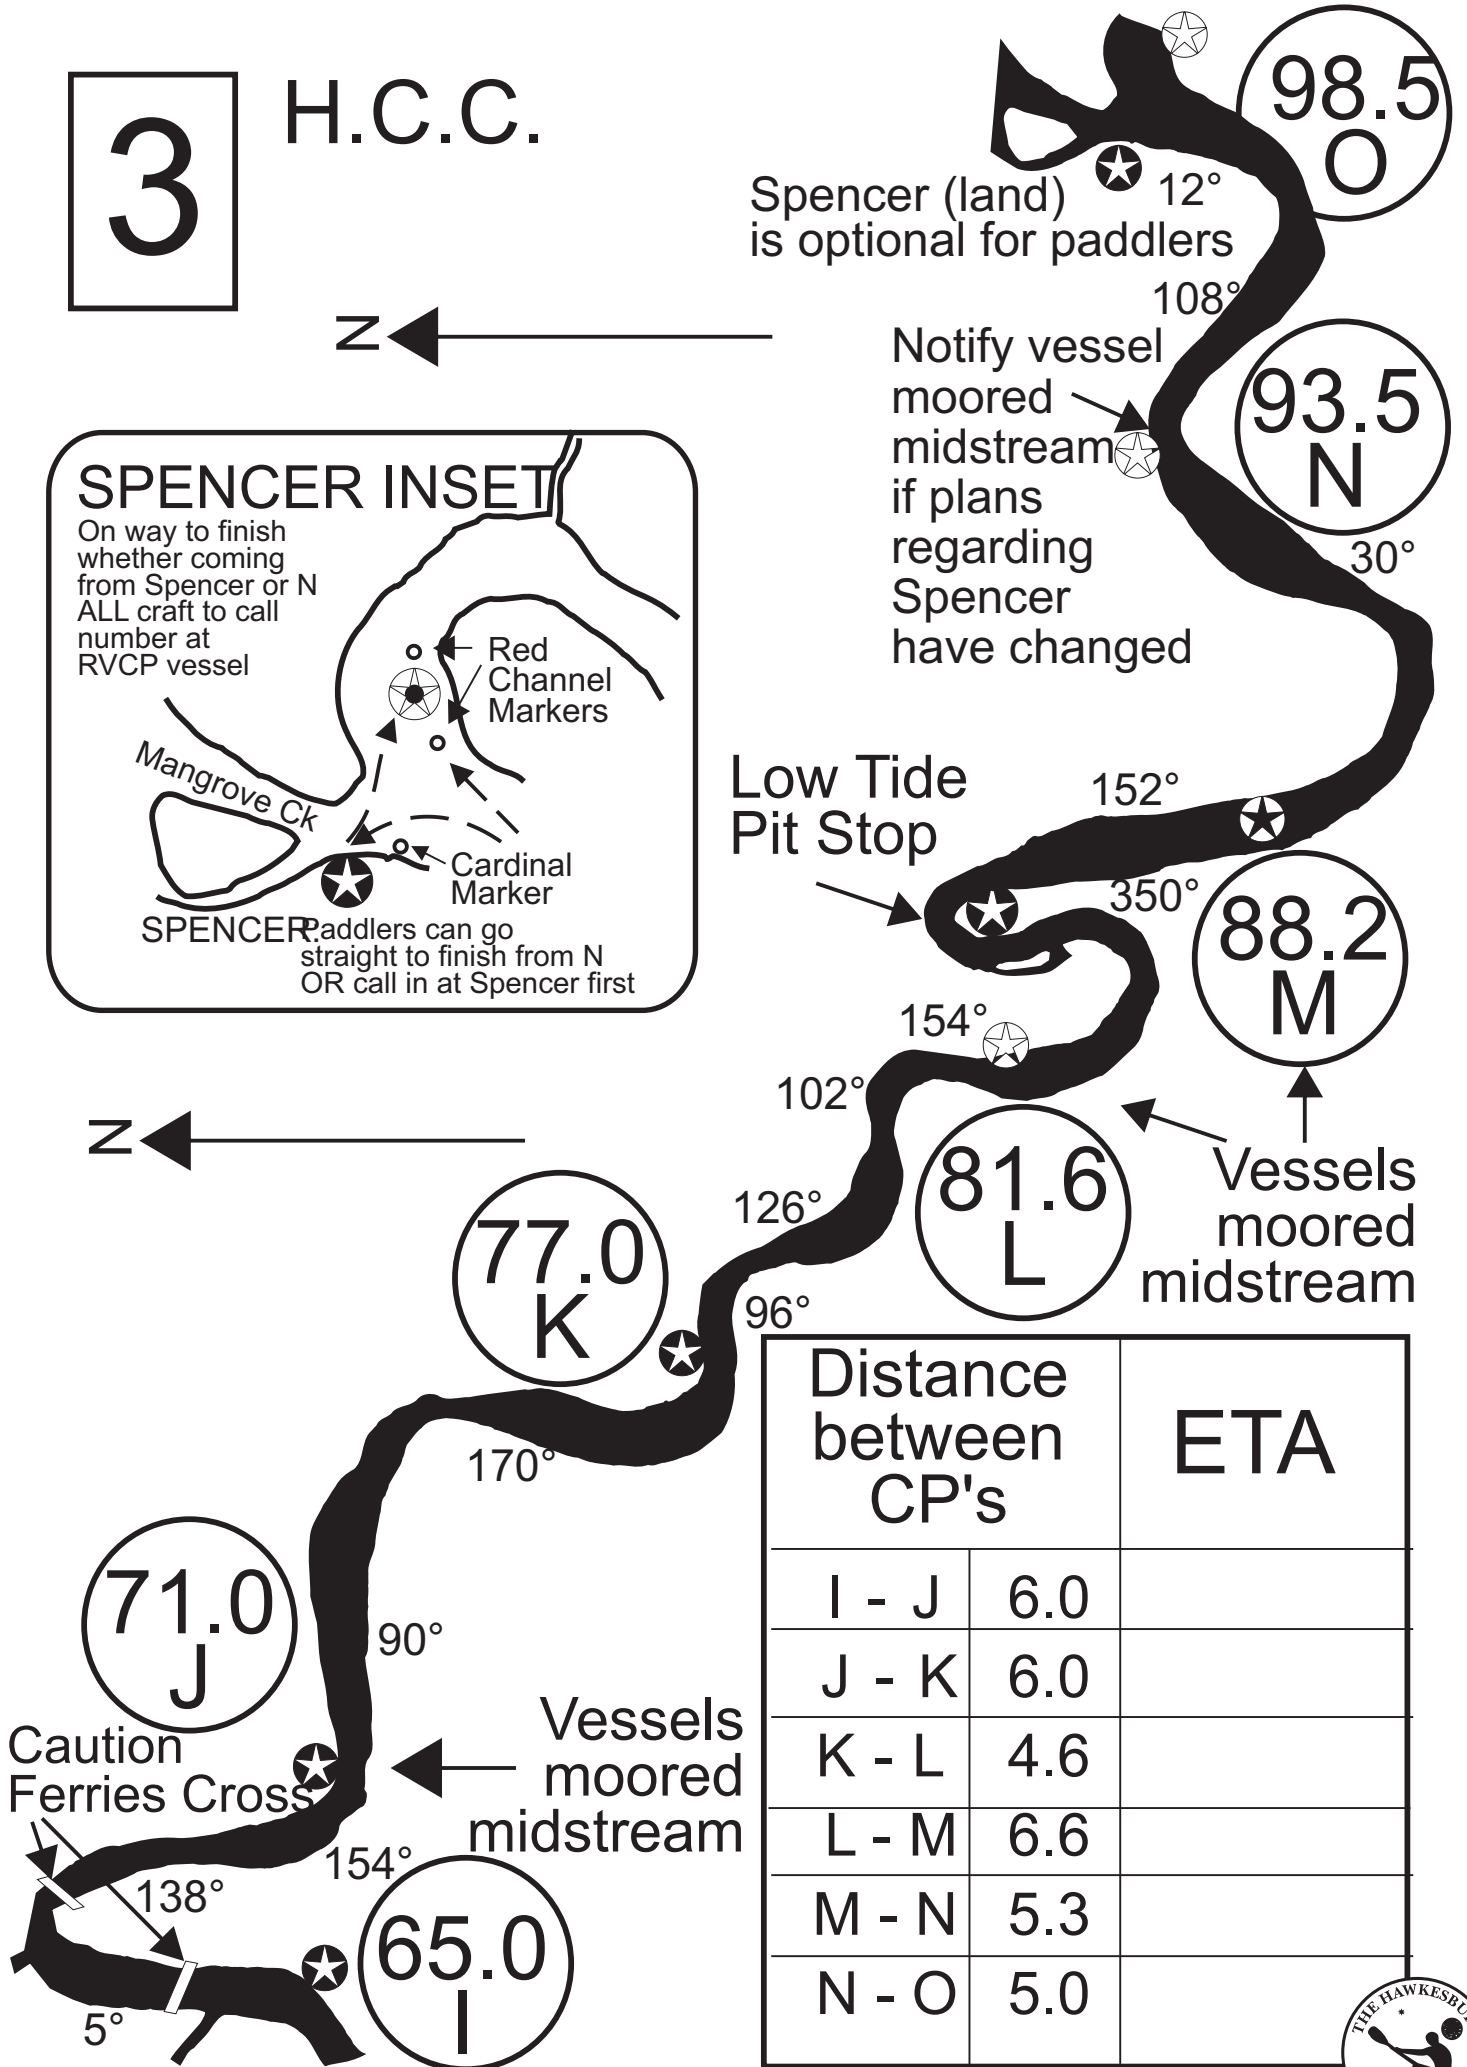 3
H.C.C.
98.5
O
Spencer (land)
is optional for paddlers
12°
108°
N
Notify vessel
moored
midstream
if plans
regarding
Spencer
have changed
93.5
N
30°
SPENCER INSET
On way to finish
whether coming
from Spencer or N
ALL craft to call
number at
RVCP vessel
Red
Channel
Markers
Mangrove Ck
Cardinal
Marker
SPENCER.
Paddlers can go
straight to finish from N
OR call in at Spencer first
Low Tide
Pit Stop
152°
350°
88.2
M
154°
102°
N
81.6
L
Vessels
moored
midstream
126°
77.0
K
96°
170°
71.0
J
90°
Vessels
moored
midstream
Caution
Ferries Cross
154°
138°
65.0
I
5°
Distance
between
CP's
ETA
I - J 6.0
J - K 6.0
K - L 4.6
L - M 6.6
M - N 5.3
N - O 5.0
THE